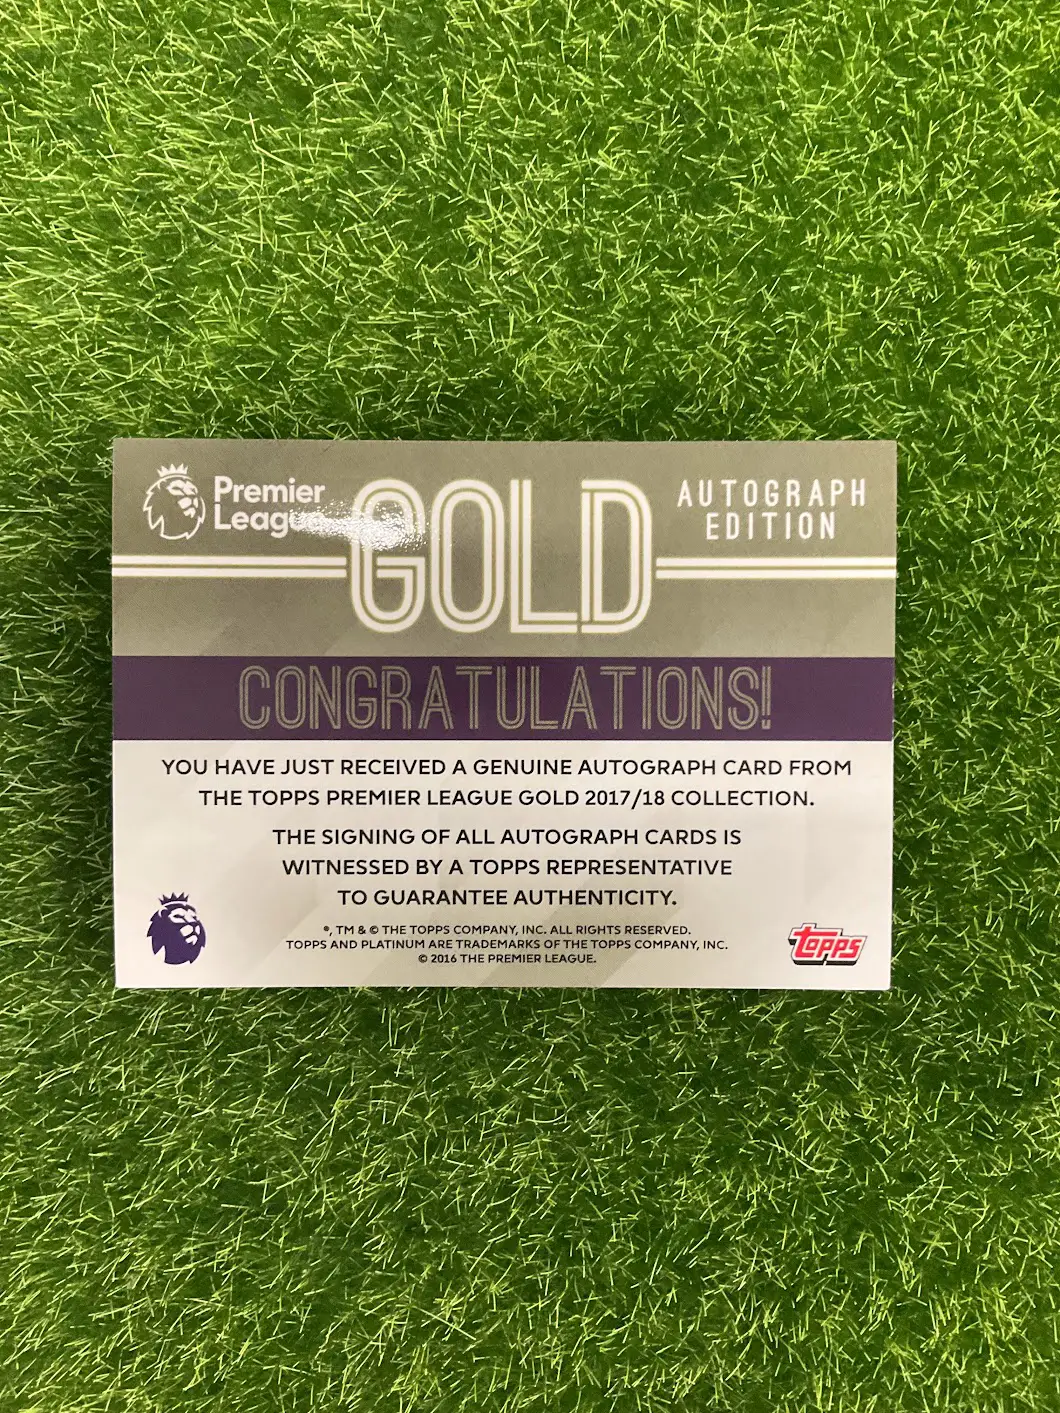 Premier
League
GOLD
AUTOGRAPH
EDITION
CONGRATULATIONS!
YOU HAVE JUST RECEIVED A GENUINE AUTOGRAPH CARD FROM
THE TOPPS PREMIER LEAGUE GOLD 2017/18 COLLECTION.
THE SIGNING OF ALL AUTOGRAPH CARDS IS
WITNESSED BY A TOPPS REPRESENTATIVE
TO GUARANTEE AUTHENTICITY.
®, TM & © THE TOPPS COMPANY, INC. ALL RIGHTS RESERVED.
TOPPS AND PLATINUM ARE TRADEMARKS OF THE TOPPS COMPANY, INC.
© 2016 THE PREMIER LEAGUE.
topps